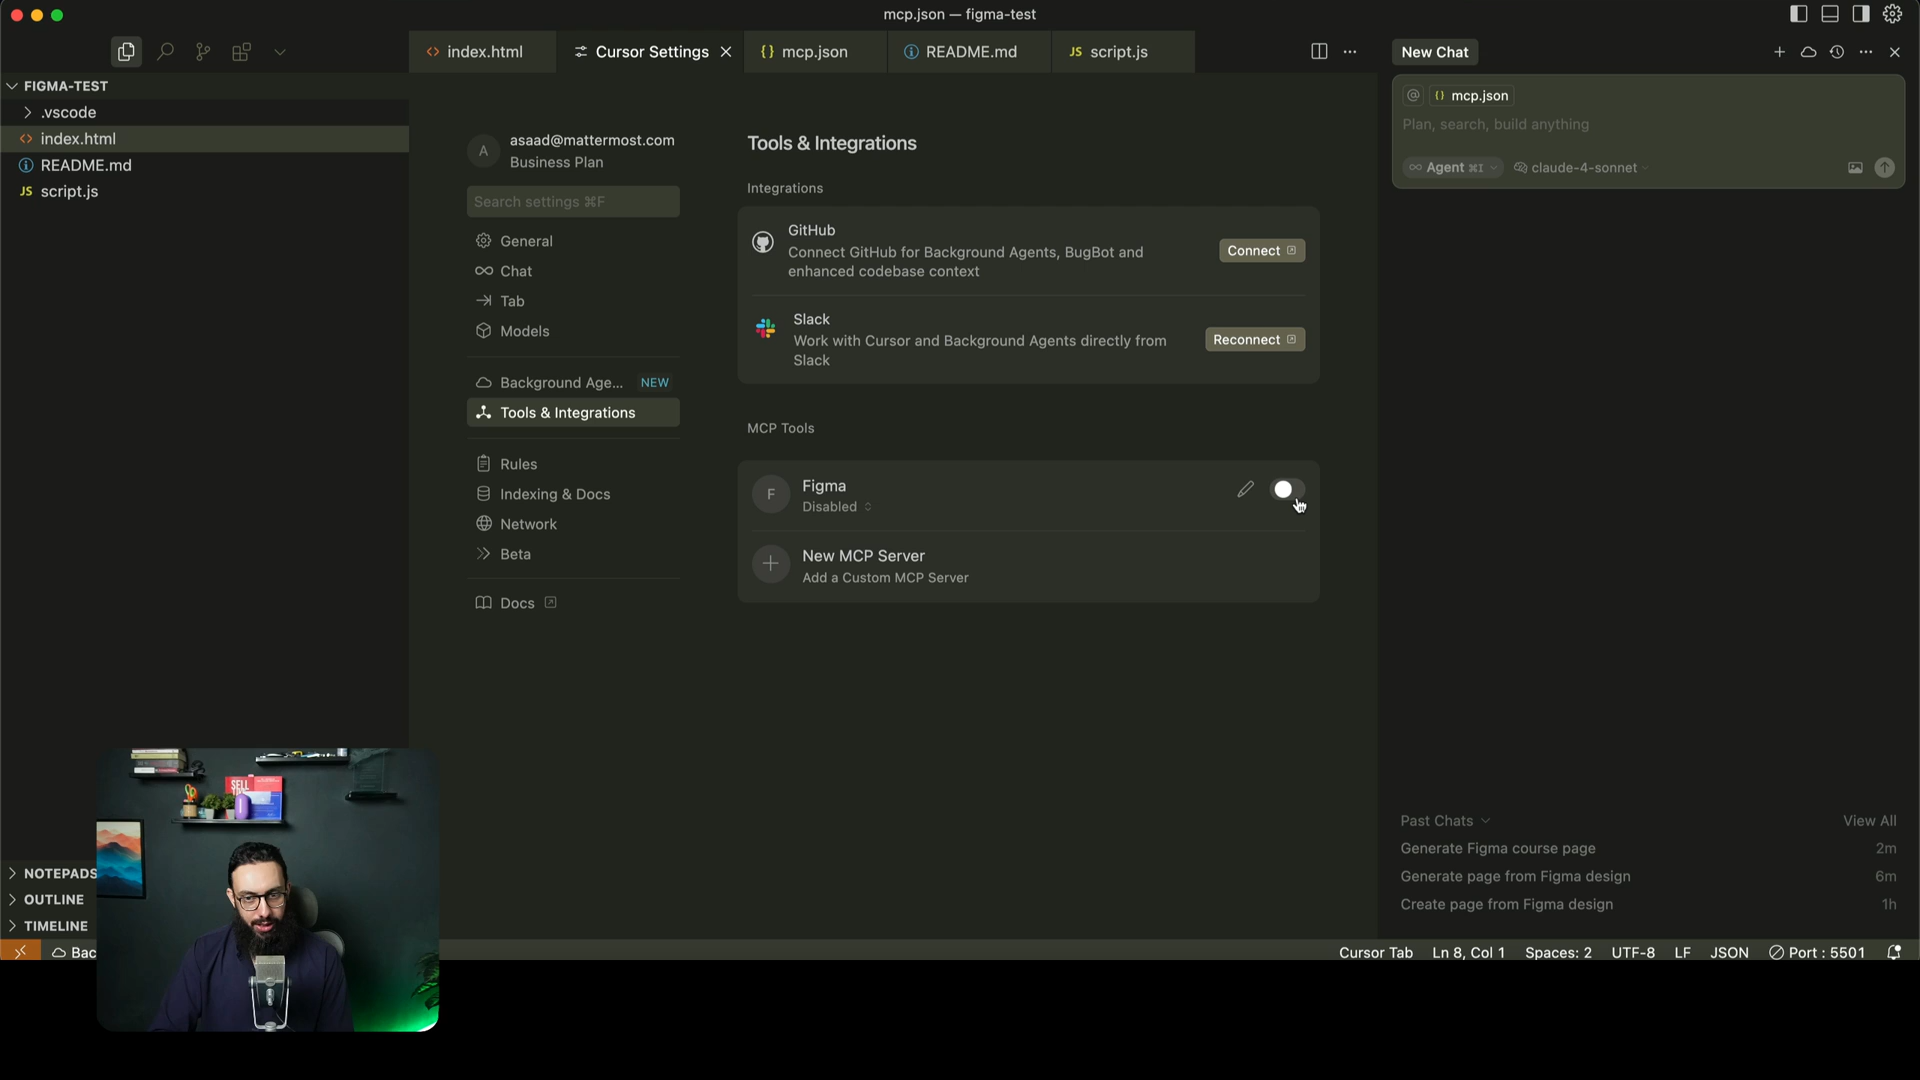 mcp.json — figma-test
index.html
Cursor Settings
mcp.json
README.md
script.js
New Chat
FIGMA-TEST
.vscode
index.html
README.md
script.js
NOTEPADS
OUTLINE
TIMELINE
A
asaad@mattermost.com
Business Plan
Search settings ⌘F
General
Chat
Tab
Models
Background Age... NEW
Tools & Integrations
Rules
Indexing & Docs
Network
Beta
Docs
Tools & Integrations
Integrations
GitHub
Connect GitHub for Background Agents, BugBot and
enhanced codebase context
Connect
Slack
Work with Cursor and Background Agents directly from
Slack
Reconnect
MCP Tools
F
Figma
Disabled
New MCP Server
Add a Custom MCP Server
@ {} mcp.json
Plan, search, build anything
Agent ⌘I
claude-4-sonnet
Past Chats
View All
Generate Figma course page 2m
Generate page from Figma design 6m
Create page from Figma design 1h
SELL
Bac
Cursor Tab
Ln 8, Col 1
Spaces: 2
UTF-8
LF
JSON
Port : 5501